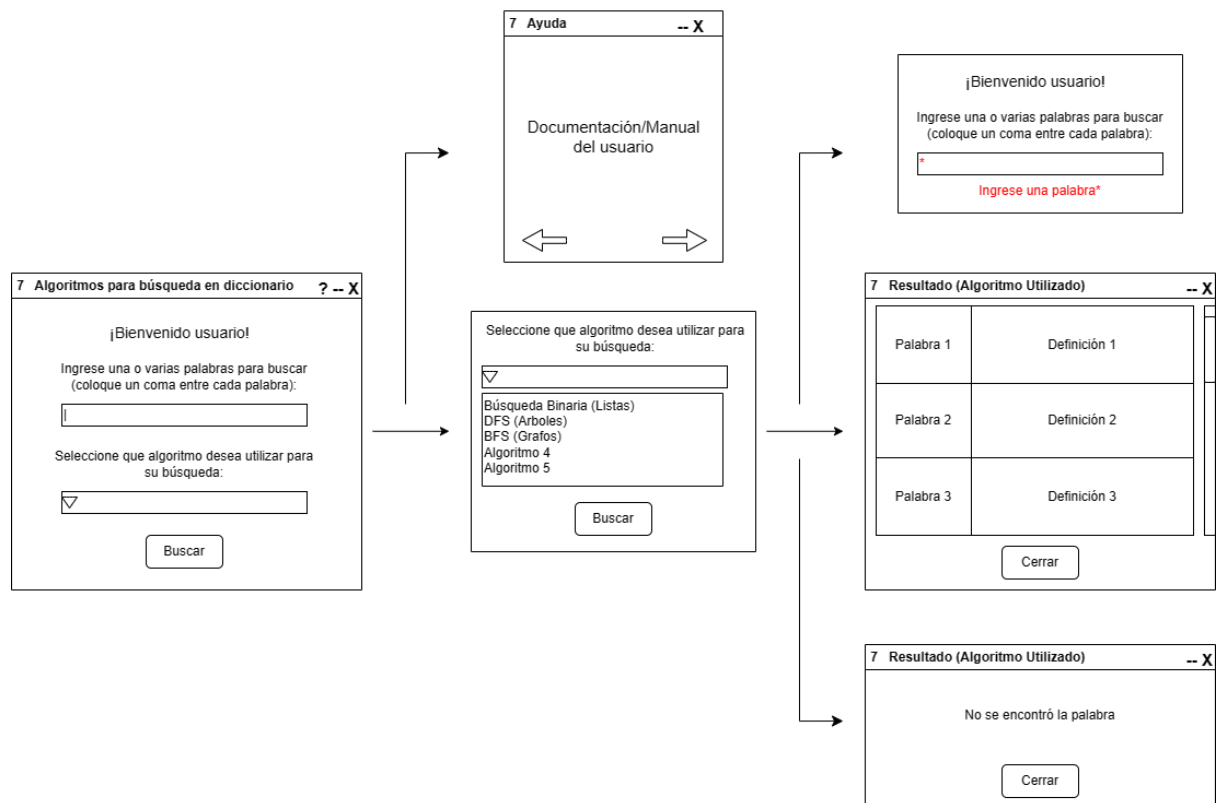 7 Ayuda -- X
Documentación/Manual
del usuario
¡Bienvenido usuario!
Ingrese una o varias palabras para buscar
(coloque un coma entre cada palabra):
*
Ingrese una palabra*
7 Algoritmos para búsqueda en diccionario ? -- X
¡Bienvenido usuario!
Ingrese una o varias palabras para buscar
(coloque un coma entre cada palabra):
|
Seleccione que algoritmo desea utilizar para
su búsqueda:
Buscar
Seleccione que algoritmo desea utilizar para
su búsqueda:
Búsqueda Binaria (Listas)
DFS (Arboles)
BFS (Grafos)
Algoritmo 4
Algoritmo 5
Buscar
7 Resultado (Algoritmo Utilizado) -- X
Palabra 1 Definición 1
Palabra 2 Definición 2
Palabra 3 Definición 3
Cerrar
7 Resultado (Algoritmo Utilizado) -- X
No se encontró la palabra
Cerrar